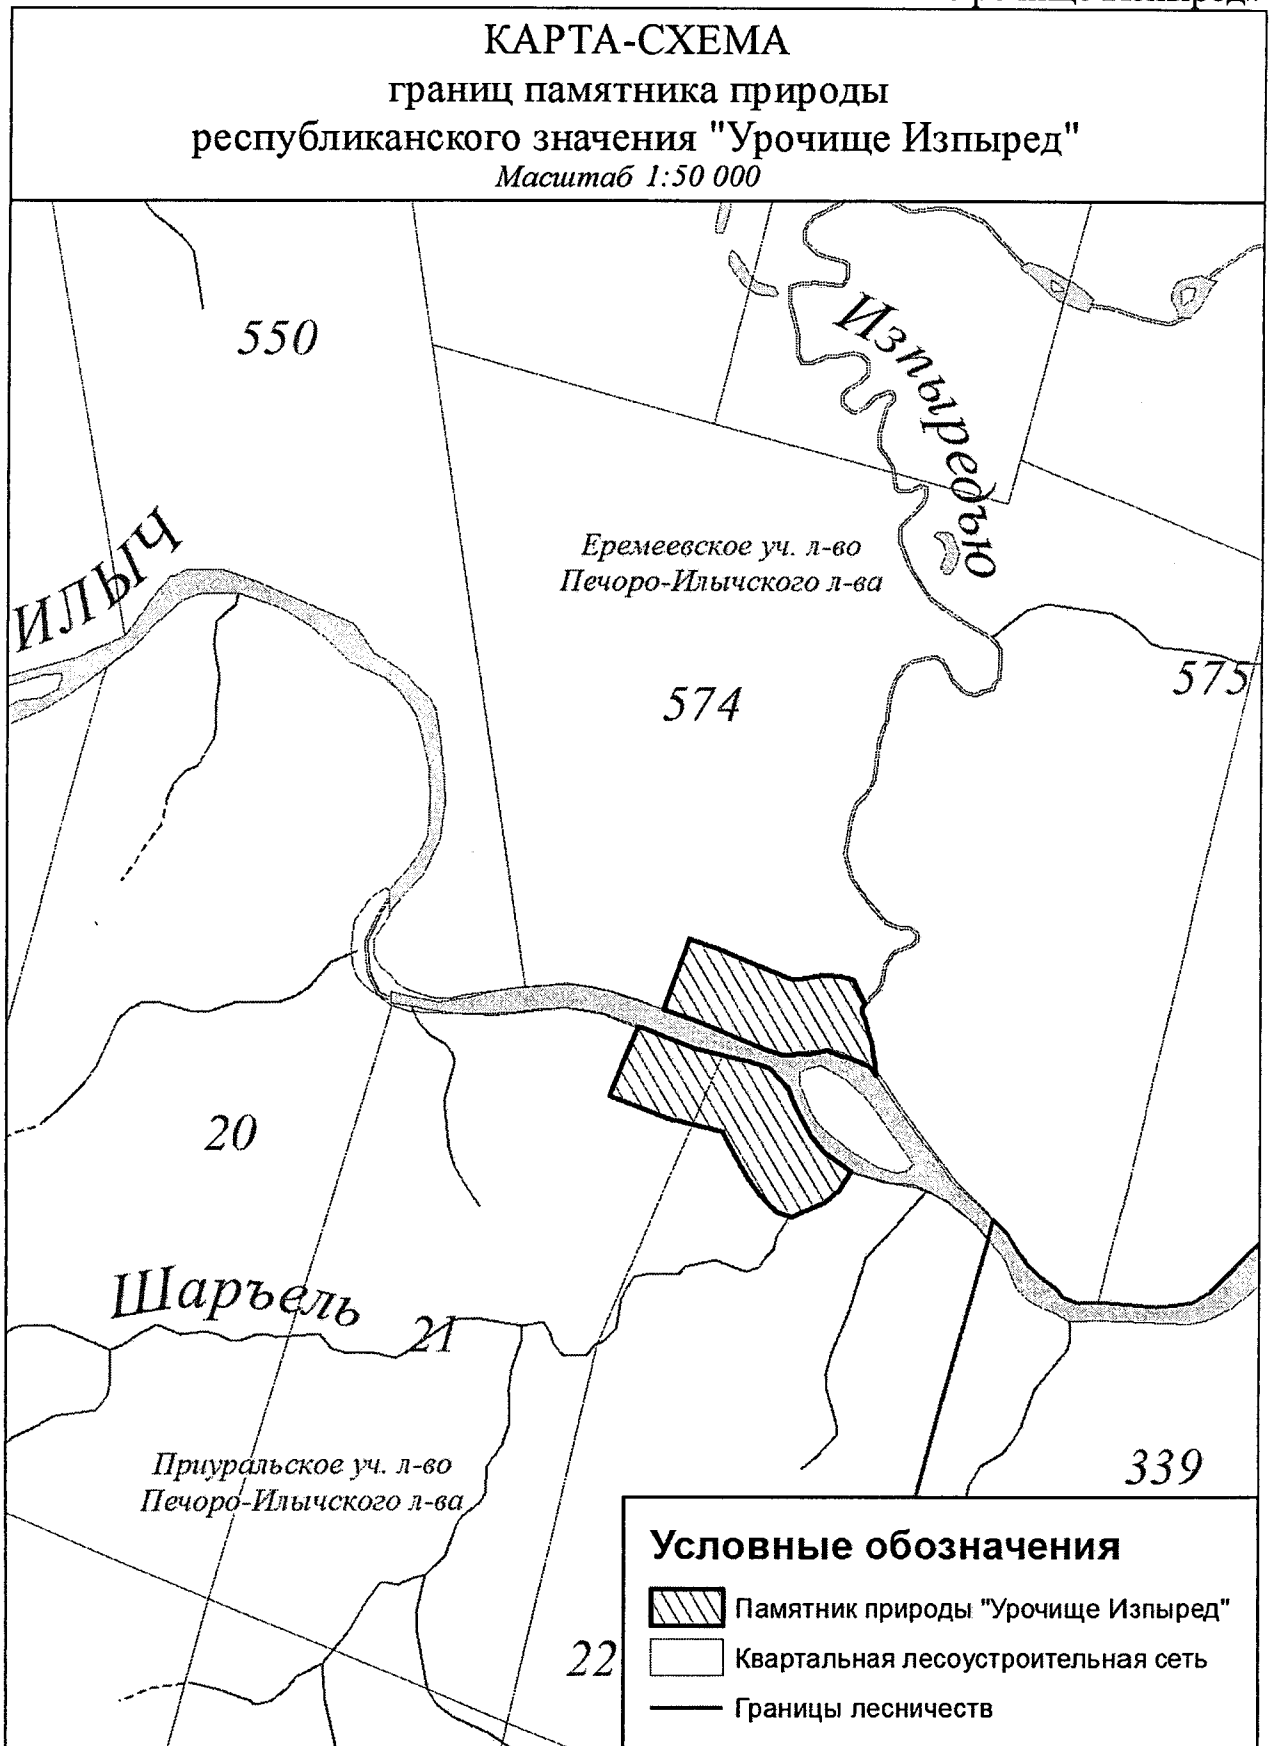 КАРТА-СХЕМА
границ памятника природы
республиканского значения "Урочище Изпыред"
Масштаб 1:50 000
550
Изпыредъю
ИЛЫЧ
Еремеевское уч. л-во
Печоро-Илычского л-ва
574
575
20
Шаръель
21
Приуральское уч. л-во
Печоро-Илычского л-ва
339
22
Условные обозначения
Памятник природы "Урочище Изпыред"
Квартальная лесоустроительная сеть
Границы лесничеств